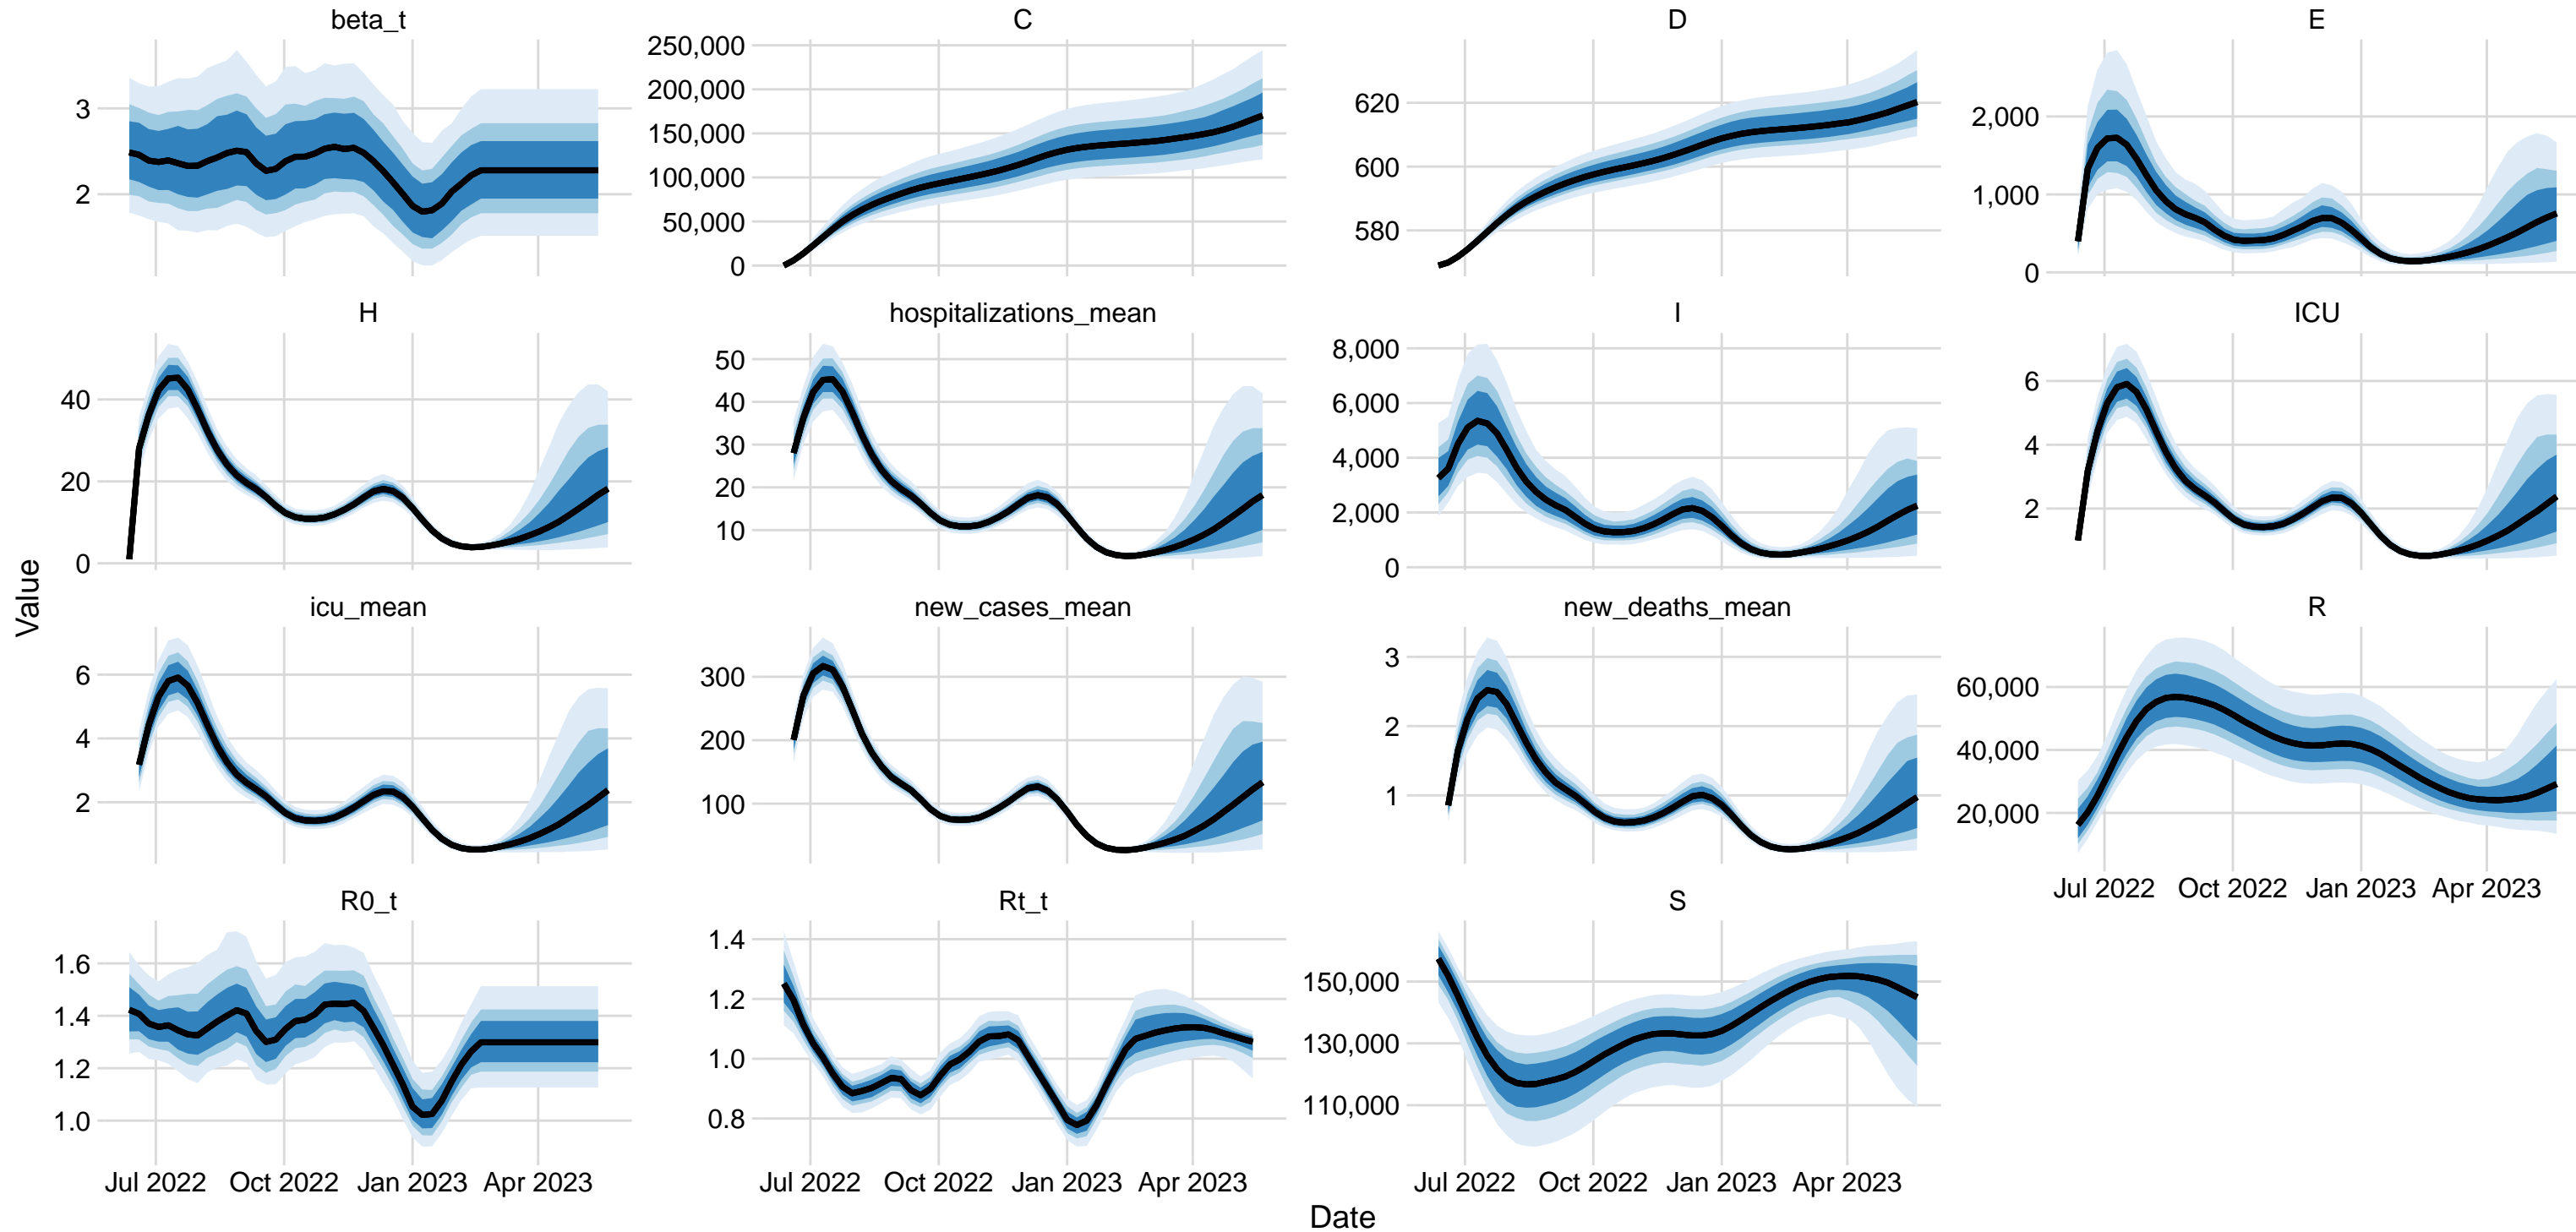 beta_t
C
D
E
3
2
250,000
200,000
150,000
100,000
50,000
0
620
600
580
2,000
1,000
0
H
hospitalizations_mean
I
ICU
40
20
0
50
40
30
20
10
8,000
6,000
4,000
2,000
0
6
4
2
Value
icu_mean
new_cases_mean
new_deaths_mean
R
6
4
2
300
200
100
3
2
1
60,000
40,000
20,000
Jul 2022 Oct 2022 Jan 2023 Apr 2023
R0_t
Rt_t
S
1.6
1.4
1.2
1.0
1.4
1.2
1.0
0.8
150,000
130,000
110,000
Jul 2022 Oct 2022 Jan 2023 Apr 2023
Jul 2022 Oct 2022 Jan 2023 Apr 2023
Jul 2022 Oct 2022 Jan 2023 Apr 2023
Date